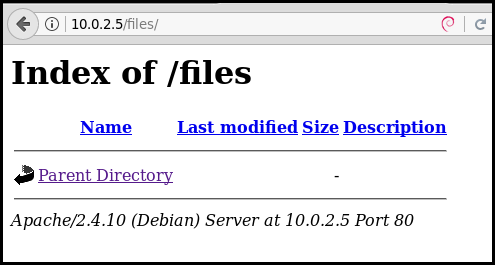 10.0.2.5/files/
Index of /files
Name Last modified Size Description
Parent Directory -
Apache/2.4.10 (Debian) Server at 10.0.2.5 Port 80